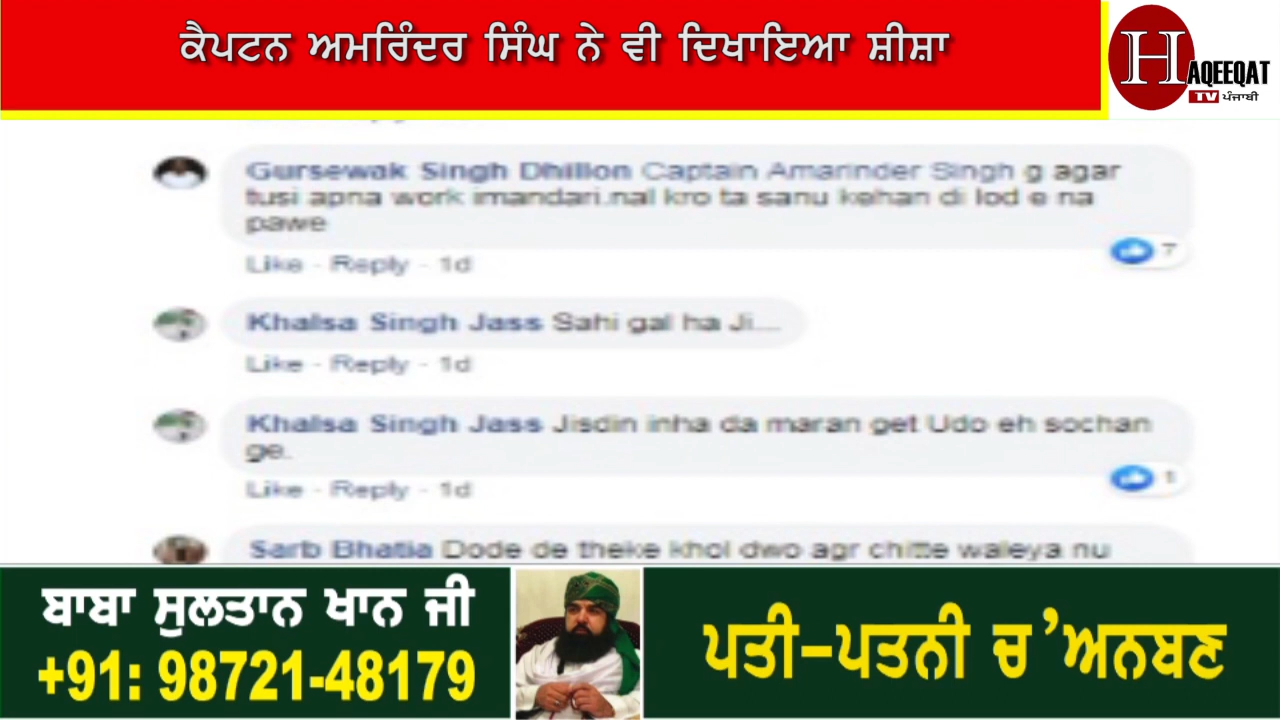 ਕੈਪਟਨ ਅਮਰਿੰਦਰ ਸਿੰਘ ਨੇ ਵੀ ਦਿਖਾਇਆ ਸ਼ੀਸ਼ਾ
HAQEEQAT
TV ਪੰਜਾਬੀ
Gursewak Singh Dhillon Captain Amarinder Singh g agar
tusi apna work imandari.nal kro ta sanu kehan di lod e na
pawe
7
Like · Reply · 1d
Khalsa Singh Jass Sahi gal ha Ji....
Like · Reply · 1d
Khalsa Singh Jass Jisdin inha da maran get Udo eh sochan
ge.
1
Like · Reply · 1d
Sarb Bhatia Dode de theke khol dwo agr chitte waleya nu
ਬਾਬਾ ਸੁਲਤਾਨ ਖਾਨ ਜੀ
+91: 98721-48179
ਪਤੀ-ਪਤਨੀ ਚ'ਅਨਬਣ